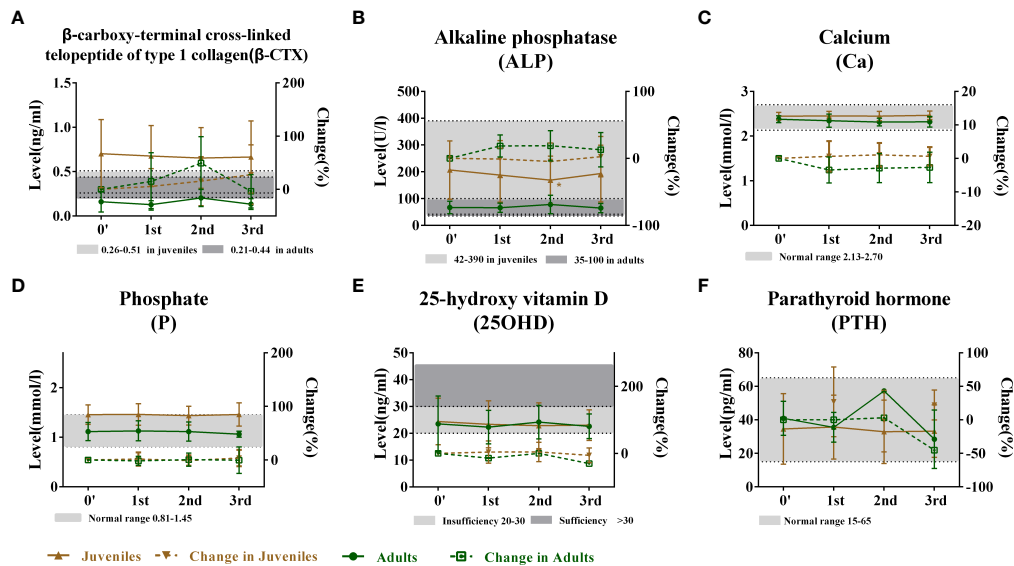 A
β-carboxy-terminal cross-linked
telopeptide of type 1 collagen(β-CTX)
Level(ng/ml)
1.5
1.0
0.5
0.0
200
100
0
Change(%)
0' 1st 2nd 3rd
0.26-0.51 in juveniles 0.21-0.44 in adults
B
Alkaline phosphatase
(ALP)
Level(U/l)
500
400
300
200
100
0
100
0
-100
Change(%)
*
0' 1st 2nd 3rd
42-390 in juveniles 35-100 in adults
C
Calcium
(Ca)
Level(mmol/l)
3
2
1
0
20
10
0
-10
-20
Change(%)
0' 1st 2nd 3rd
Normal range 2.13-2.70
D
Phosphate
(P)
Level(mmol/l)
2
1
0
200
100
0
Change(%)
0' 1st 2nd 3rd
Normal range 0.81-1.45
E
25-hydroxy vitamin D
(25OHD)
Level(ng/ml)
50
40
30
20
10
0
200
0
Change(%)
0' 1st 2nd 3rd
Insufficiency 20-30 Sufficiency >30
F
Parathyroid hormone
(PTH)
Level(pg/ml)
80
60
40
20
0
100
50
0
-50
-100
Change(%)
0' 1st 2nd 3rd
Normal range 15-65
Juveniles Change in Juveniles Adults Change in Adults